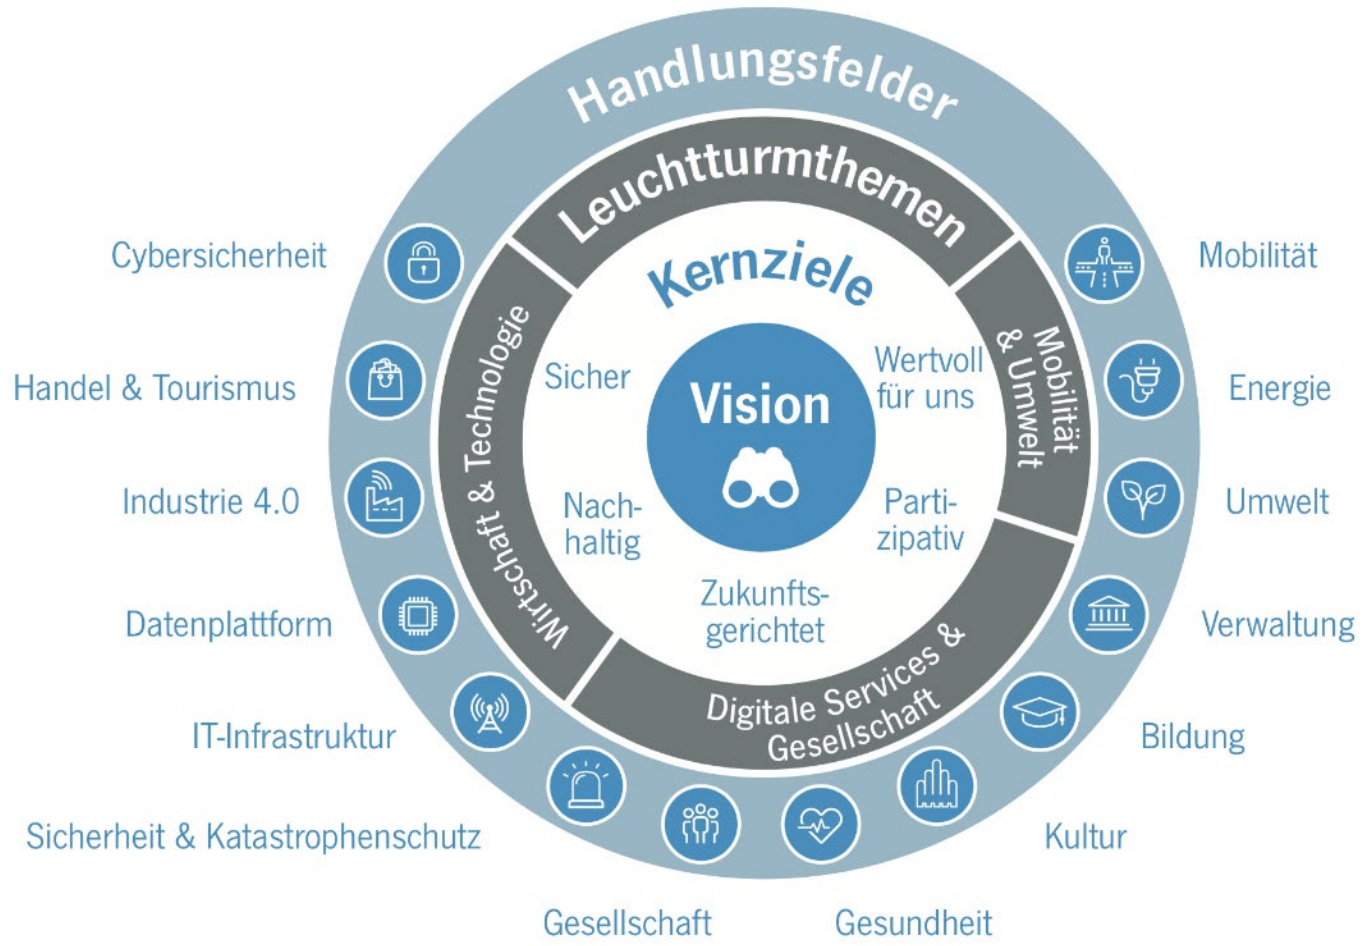 Handlungsfelder
Leuchtturmthemen
Kernziele
Vision
Sicher
Wertvoll
für uns
Nach-
haltig
Parti-
zipativ
Zukunfts-
gerichtet
Wirtschaft & Technologie
Mobilität
& Umwelt
Digitale Services &
Gesellschaft
Cybersicherheit
Handel & Tourismus
Industrie 4.0
Datenplattform
IT-Infrastruktur
Sicherheit & Katastrophenschutz
Gesellschaft
Gesundheit
Kultur
Bildung
Verwaltung
Umwelt
Energie
Mobilität